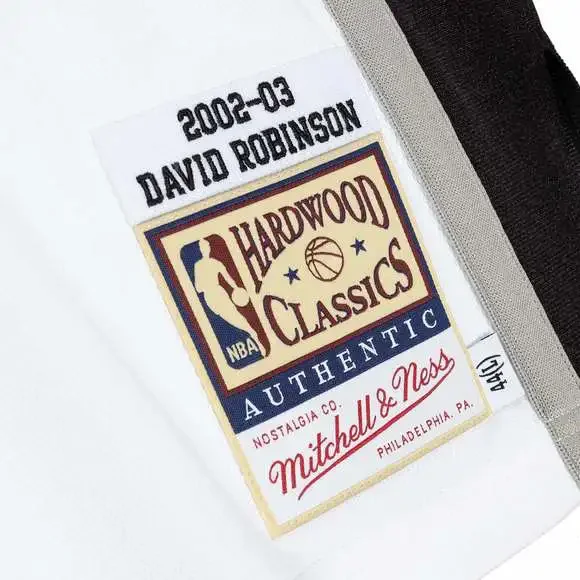 2002-03
DAVID ROBINSON
HARDWOOD
CLASSICS
NBA
AUTHENTIC
NOSTALGIA CO.
Mitchell & Ness
PHILADELPHIA, PA.
44(L)